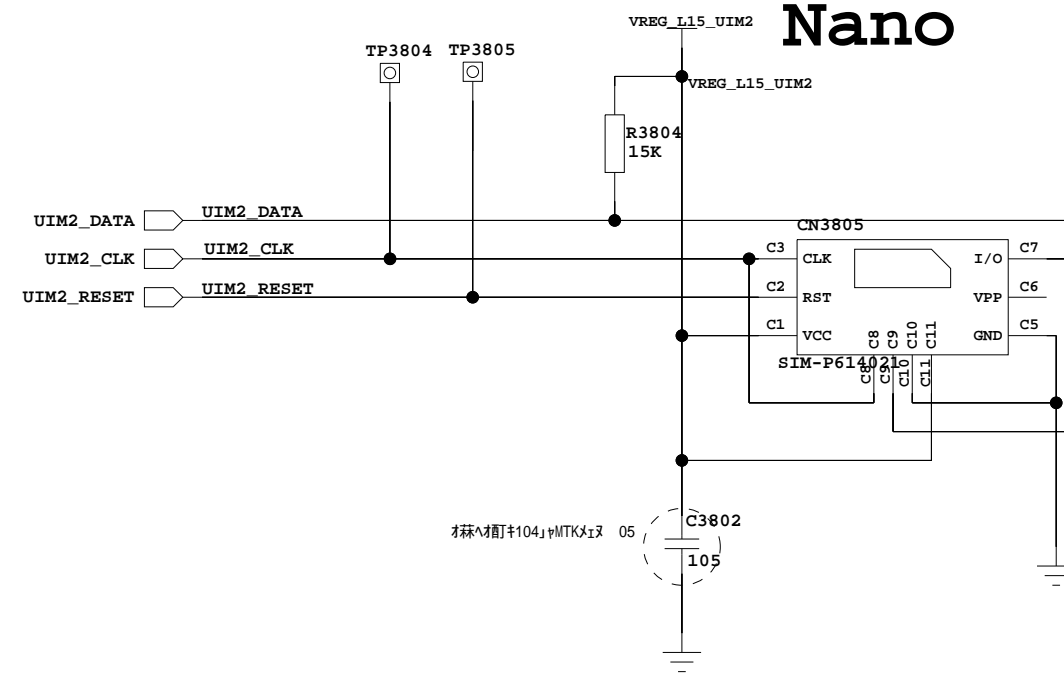 Nano
VREG_L15_UIM2
TP3804 TP3805
VREG_L15_UIM2
R3804
15K
UIM2_DATA UIM2_DATA
CN3805
UIM2_CLK UIM2_CLK
C3 CLK I/O C7
UIM2_RESET UIM2_RESET
C2 RST VPP C6
C1 VCC GND C5
C8 C9 C10 C11
SIM-P614021
C8 C9 C10 C11
C3802
105
104 MTK 05